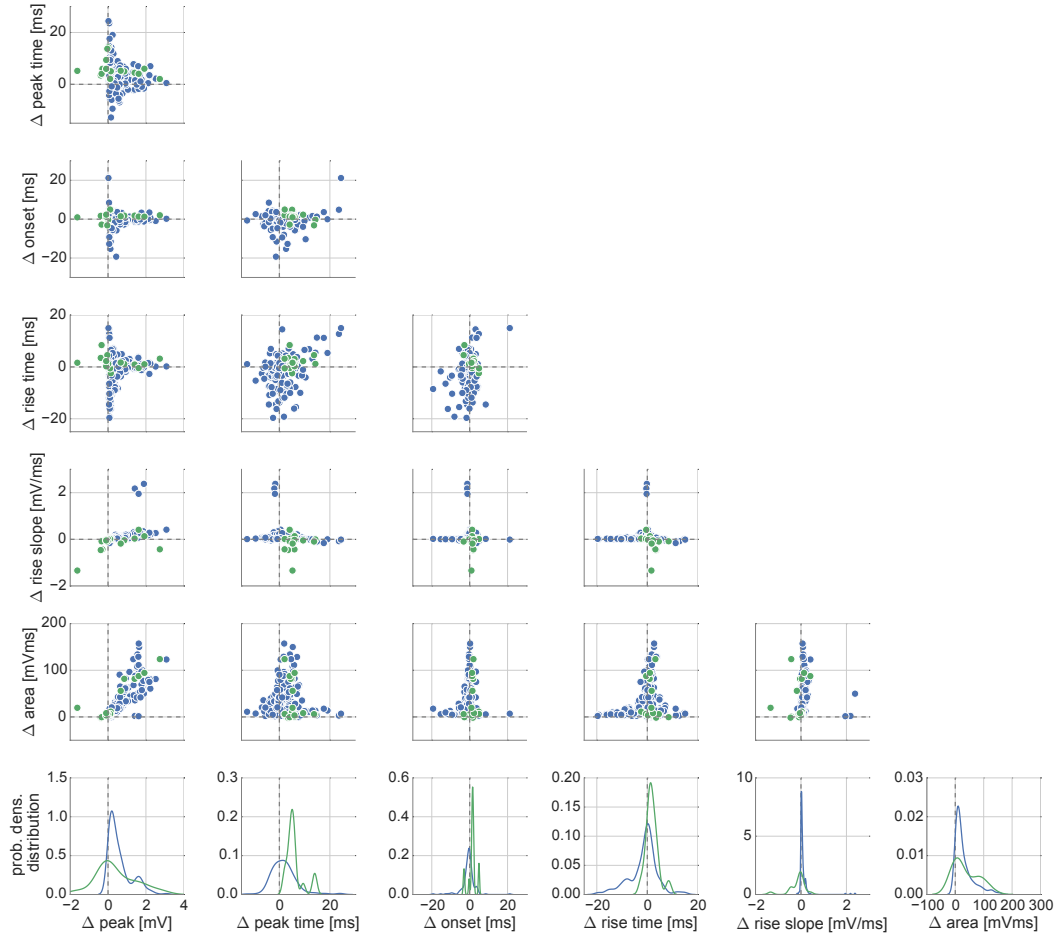 20
0
Δ peak time [ms]
20
0
−20
Δ onset [ms]
20
0
−20
Δ rise time [ms]
2
0
−2
Δ rise slope [mV/ms]
200
100
0
Δ area [mVms]
1.5
1.0
0.5
0.0
prob. dens.
distribution
0.3
0.2
0.1
0.0
0.6
0.4
0.2
0.0
0.20
0.15
0.10
0.05
0.00
10
5
0
0.03
0.02
0.01
0.00
−2 0 2 4
0 20
−20 0 20
−20 0 20
−2 0 2
−100 0 100 200 300
Δ peak [mV]
Δ peak time [ms]
Δ onset [ms]
Δ rise time [ms]
Δ rise slope [mV/ms]
Δ area [mVms]